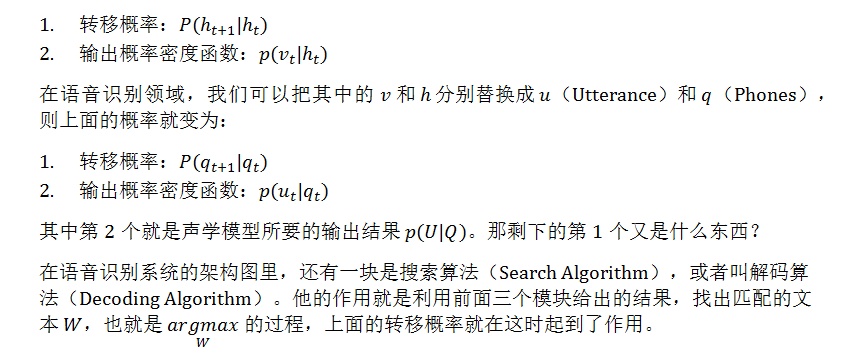 1. 转移概率：P(hₜ₊₁|hₜ)
2. 输出概率密度函数：p(vₜ|hₜ)
在语音识别领域，我们可以把其中的 v 和 h 分别替换成 u（Utterance）和 q（Phones），
则上面的概率就变为：
1. 转移概率：P(qₜ₊₁|qₜ)
2. 输出概率密度函数：p(uₜ|qₜ)
其中第 2 个就是声学模型所要的输出结果 p(U|Q)。那剩下的第 1 个又是什么东西？
在语音识别系统的架构图里，还有一块是搜索算法（Search Algorithm），或者叫解码算
法（Decoding Algorithm）。他的作用就是利用前面三个模块给出的结果，找出匹配的文
本 W，也就是 argmax 的过程，上面的转移概率就在这时起到了作用。
W